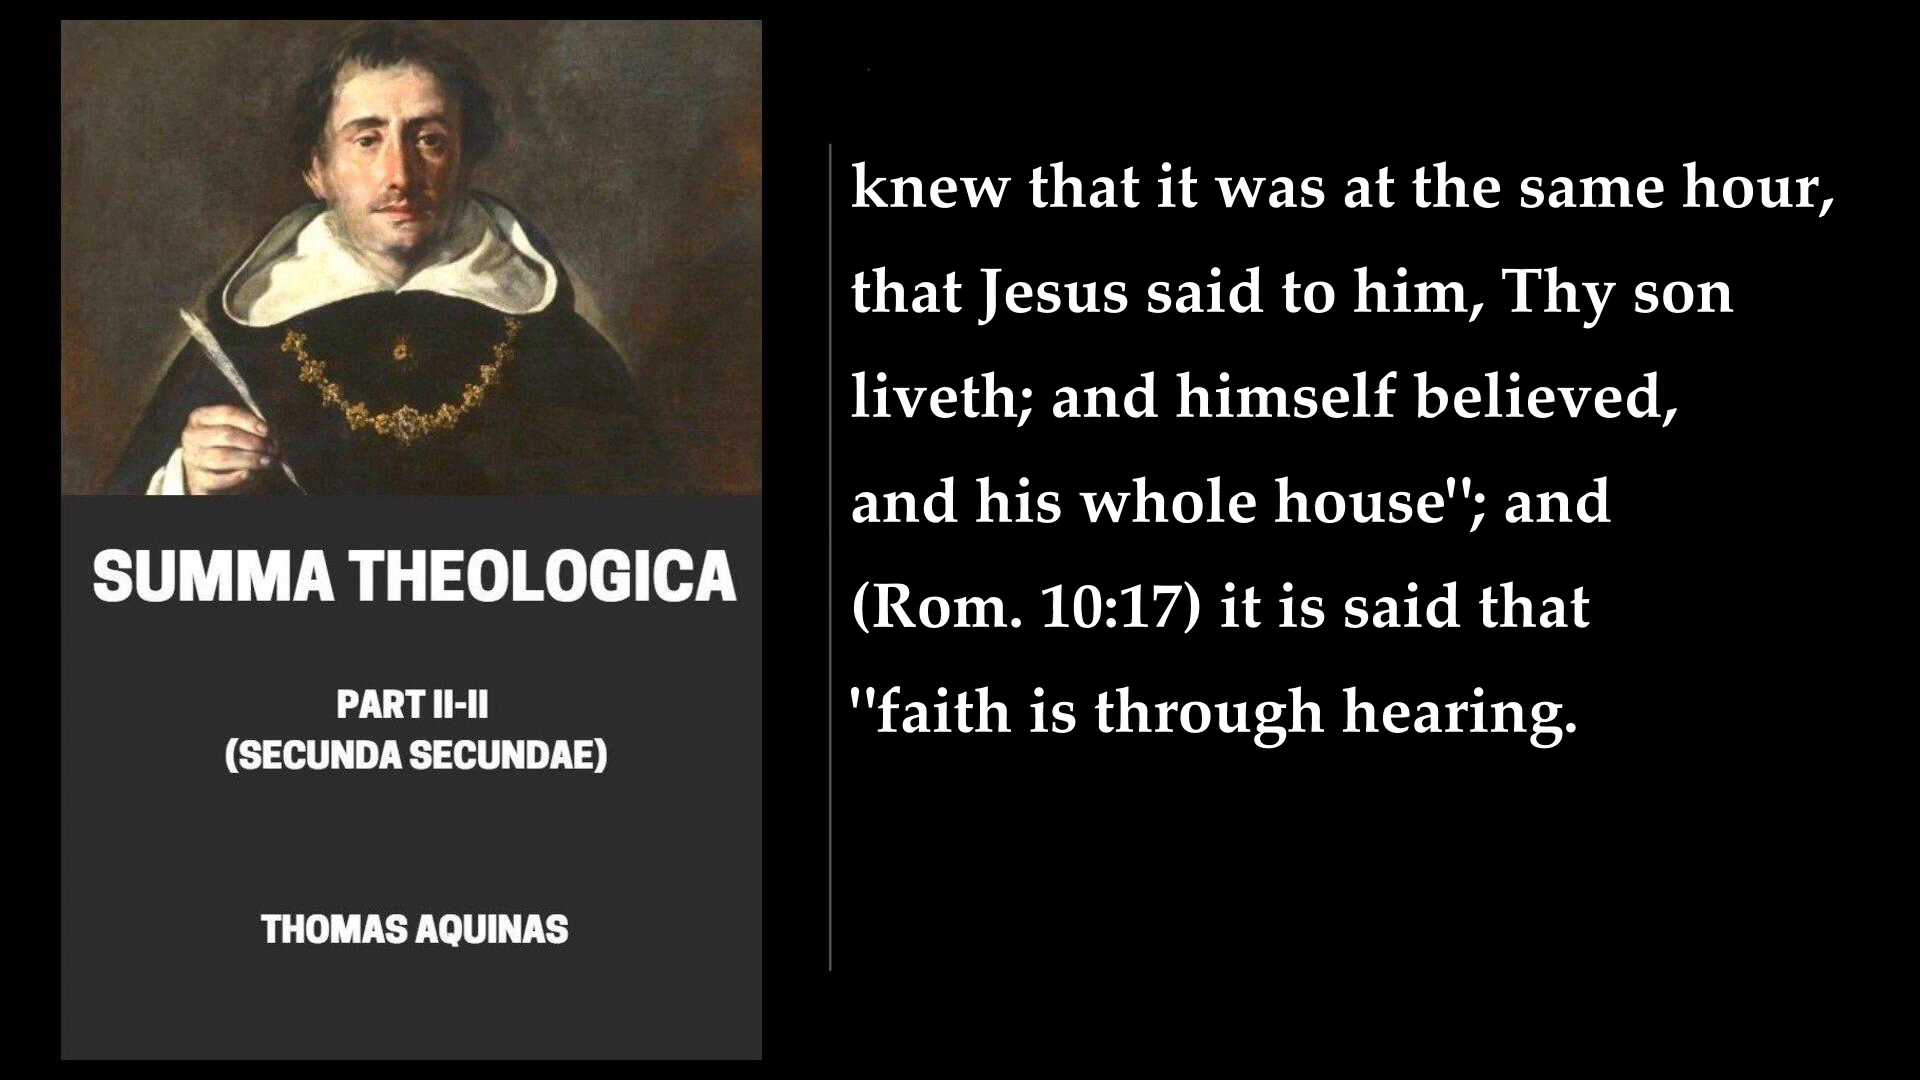 SUMMA THEOLOGICA
PART II-II
(SECUNDA SECUNDAE)
THOMAS AQUINAS
knew that it was at the same hour,
that Jesus said to him, Thy son
liveth; and himself believed,
and his whole house"; and
(Rom. 10:17) it is said that
"faith is through hearing.